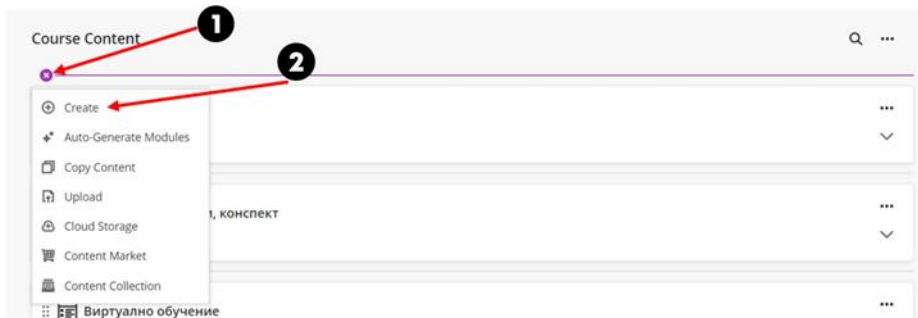 1
Course Content
2
Create
Auto-Generate Modules
Copy Content
Upload
, конспект
Cloud Storage
Content Market
Content Collection
Виртуално обучение